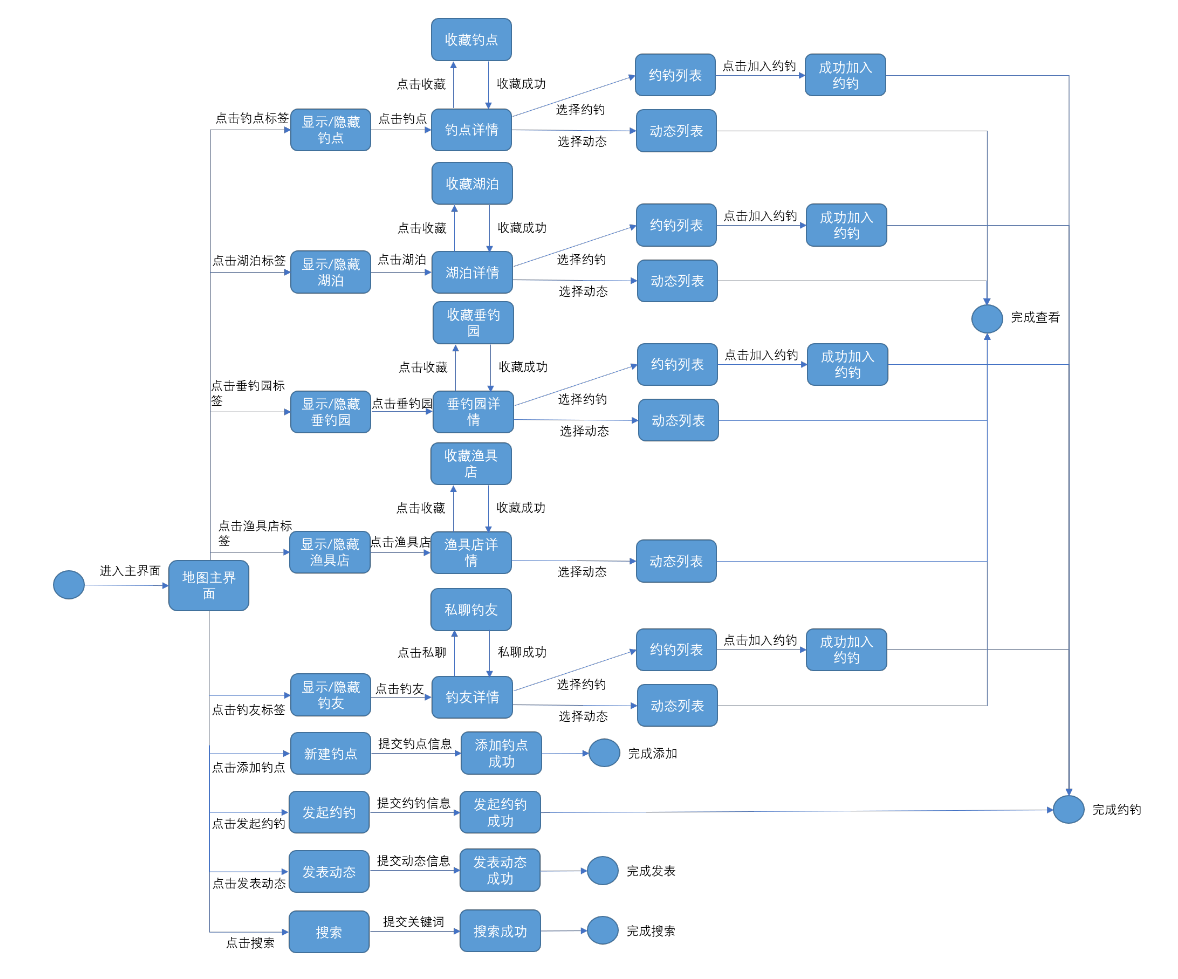 收藏钓点
点击收藏
收藏成功
约钓列表
点击加入约钓
成功加入
约钓
点击钓点标签
显示/隐藏
钓点
点击钓点
钓点详情
选择约钓
选择动态
动态列表
收藏湖泊
点击收藏
收藏成功
约钓列表
点击加入约钓
成功加入
约钓
点击湖泊标签
显示/隐藏
湖泊
点击湖泊
湖泊详情
选择约钓
选择动态
动态列表
完成查看
收藏垂钓
园
点击收藏
收藏成功
约钓列表
点击加入约钓
成功加入
约钓
点击垂钓园标
签
显示/隐藏
垂钓园
点击垂钓园
垂钓园详
情
选择约钓
选择动态
动态列表
收藏渔具
店
点击收藏
收藏成功
点击渔具店标
签
显示/隐藏
渔具店
点击渔具店
渔具店详
情
选择动态
动态列表
进入主界面
地图主界
面
私聊钓友
点击私聊
私聊成功
约钓列表
点击加入约钓
成功加入
约钓
点击钓友标签
显示/隐藏
钓友
点击钓友
钓友详情
选择约钓
选择动态
动态列表
点击添加钓点
新建钓点
提交钓点信息
添加钓点
成功
完成添加
点击发起约钓
发起约钓
提交约钓信息
发起约钓
成功
完成约钓
点击发表动态
发表动态
提交动态信息
发表动态
成功
完成发表
点击搜索
搜索
提交关键词
搜索成功
完成搜索